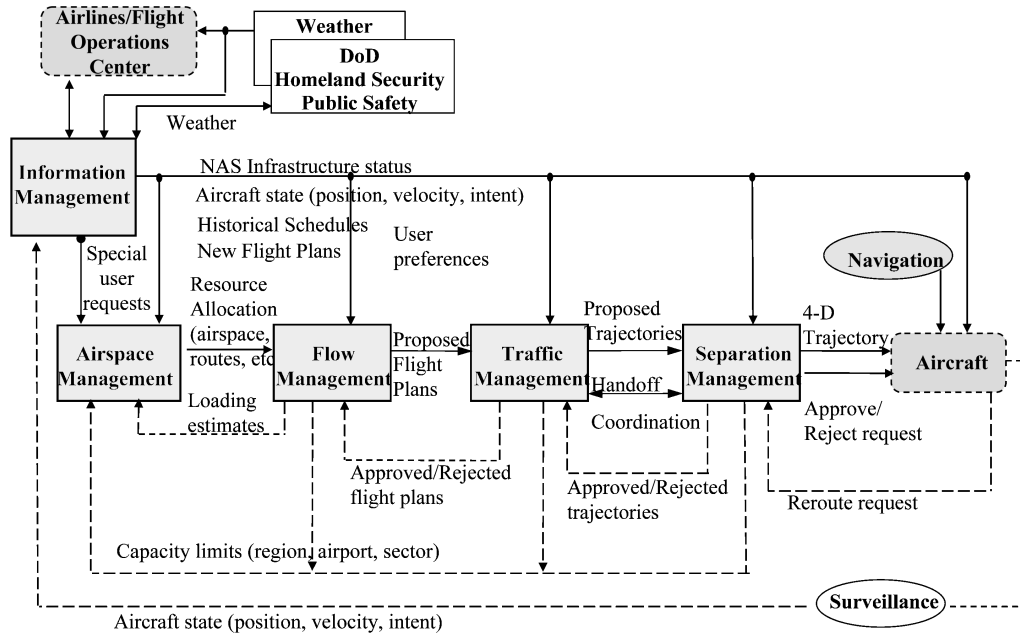 Airlines/Flight
Operations
Center
Weather
DoD
Homeland Security
Public Safety
Weather
Information
Management
NAS Infrastructure status
Aircraft state (position, velocity, intent)
Historical Schedules
New Flight Plans
User
preferences
Special
user
requests
Navigation
Resource
Allocation
(airspace,
routes, etc
Proposed
Trajectories
4-D
Trajectory
Airspace
Management
Flow
Management
Proposed
Flight
Plans
Traffic
Management
Separation
Management
Aircraft
Handoff
Coordination
Loading
estimates
Approve/
Reject request
Approved/Rejected
flight plans
Approved/Rejected
trajectories
Reroute request
Capacity limits (region, airport, sector)
Surveillance
Aircraft state (position, velocity, intent)